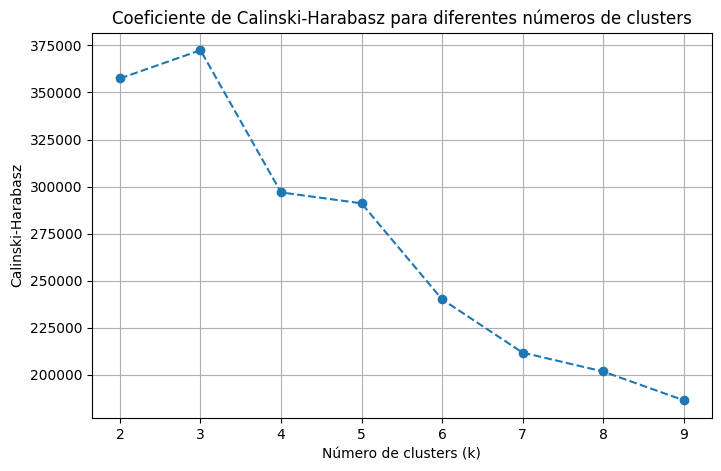 Coeficiente de Calinski-Harabasz para diferentes números de clusters
Calinski-Harabasz
375000
350000
325000
300000
275000
250000
225000
200000
2 3 4 5 6 7 8 9
Número de clusters (k)